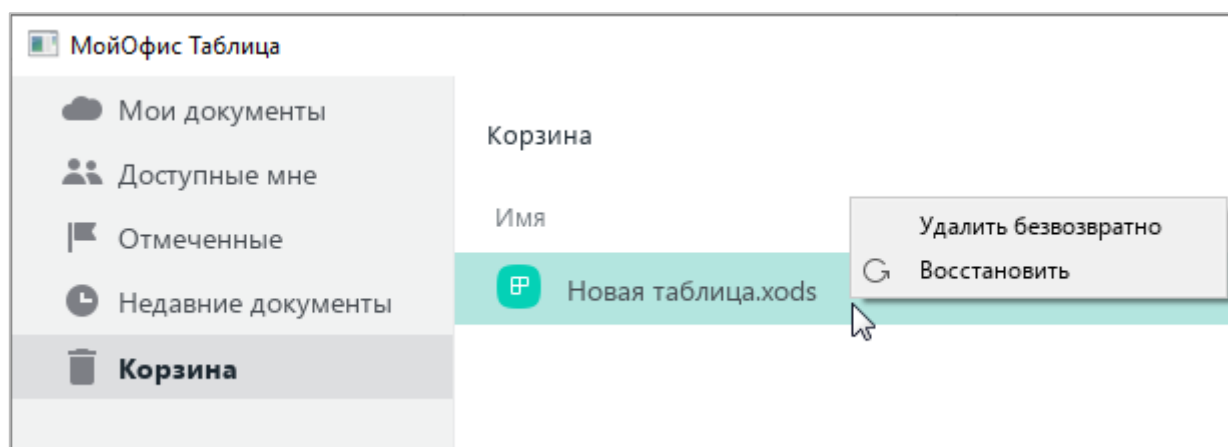 МойОфис Таблица
Мои документы
Доступные мне
Отмеченные
Недавние документы
Корзина
Корзина
Имя
Новая таблица.xods
Удалить безвозвратно
Восстановить